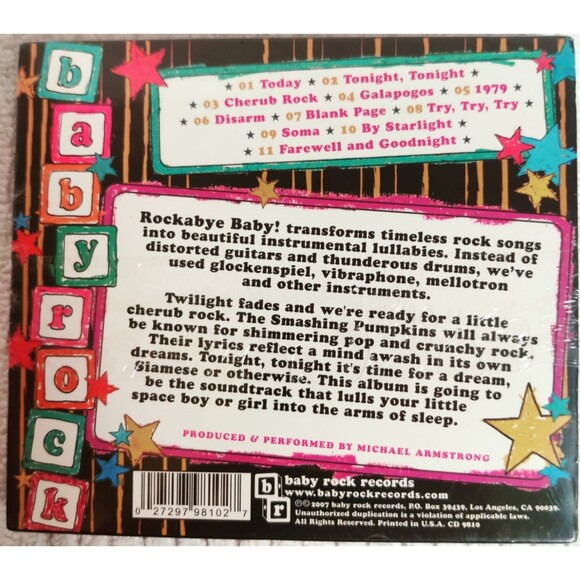 b
a
b
y
r
o
c
k
★ 01 Today ★ 02 Tonight, Tonight
★ 03 Cherub Rock ★ 04 Galapogos ★ 05 1979 ★
★ 06 Disarm ★ 07 Blank Page ★ 08 Try, Try, Try
★ 09 Soma ★ 10 By Starlight ★
★ 11 Farewell and Goodnight ★
Rockabye Baby! transforms timeless rock songs
into beautiful instrumental lullabies. Instead of
distorted guitars and thunderous drums, we've
used glockenspiel, vibraphone, mellotron
and other instruments.
Twilight fades and we're ready for a little
cherub rock. The Smashing Pumpkins will always
be known for shimmering pop and crunchy rock.
Their lyrics reflect a mind awash in its own
dreams. Tonight, tonight it's time for a dream,
Siamese or otherwise. This album is going to
be the soundtrack that lulls your little
space boy or girl into the arms of sleep.
PRODUCED & PERFORMED BY MICHAEL ARMSTRONG
0 27297 98102 7
b r
baby rock records
www.babyrockrecords.com
℗© 2007 baby rock records, P.O. Box 39439, Los Angeles, CA 90039.
Unauthorized duplication is a violation of applicable laws.
All Rights Reserved. Printed in U.S.A. CD 9810